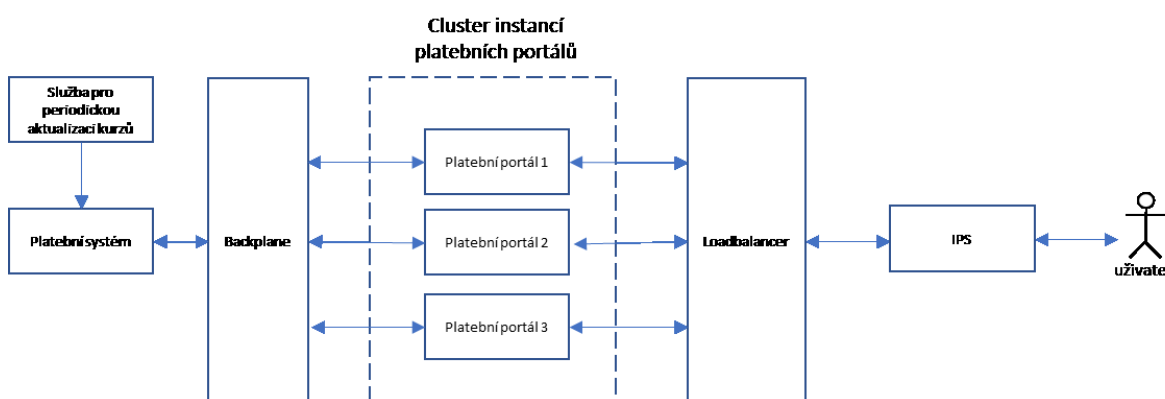 Cluster instancí
platebních portálů
Služba pro
periodickou
aktualizaci kurzů
Platební portál 1
Platební systém
Backplane
Platební portál 2
Loadbalancer
IPS
uživate
Platební portál 3